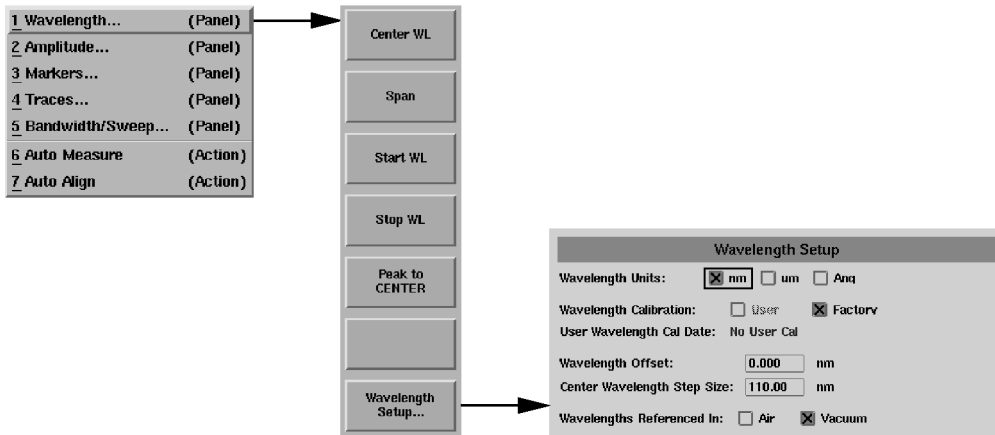 1 Wavelength... (Panel)
2 Amplitude... (Panel)
3 Markers... (Panel)
4 Traces... (Panel)
5 Bandwidth/Sweep... (Panel)
6 Auto Measure (Action)
7 Auto Align (Action)
Center WL
Span
Start WL
Stop WL
Peak to
CENTER
Wavelength
Setup...
Wavelength Setup
Wavelength Units: nm um Ang
Wavelength Calibration: User Factory
User Wavelength Cal Date: No User Cal
Wavelength Offset: 0.000 nm
Center Wavelength Step Size: 110.00 nm
Wavelengths Referenced In: Air Vacuum